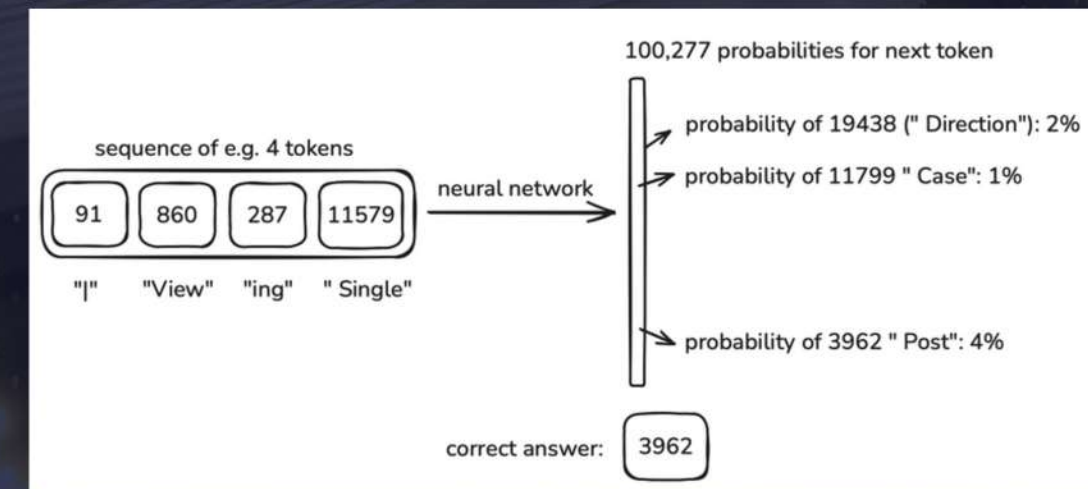 100,277 probabilities for next token
probability of 19438 (" Direction"): 2%
sequence of e.g. 4 tokens
probability of 11799 " Case": 1%
neural network
91 860 287 11579
"|" "View" "ing" " Single"
probability of 3962 " Post": 4%
correct answer: 3962